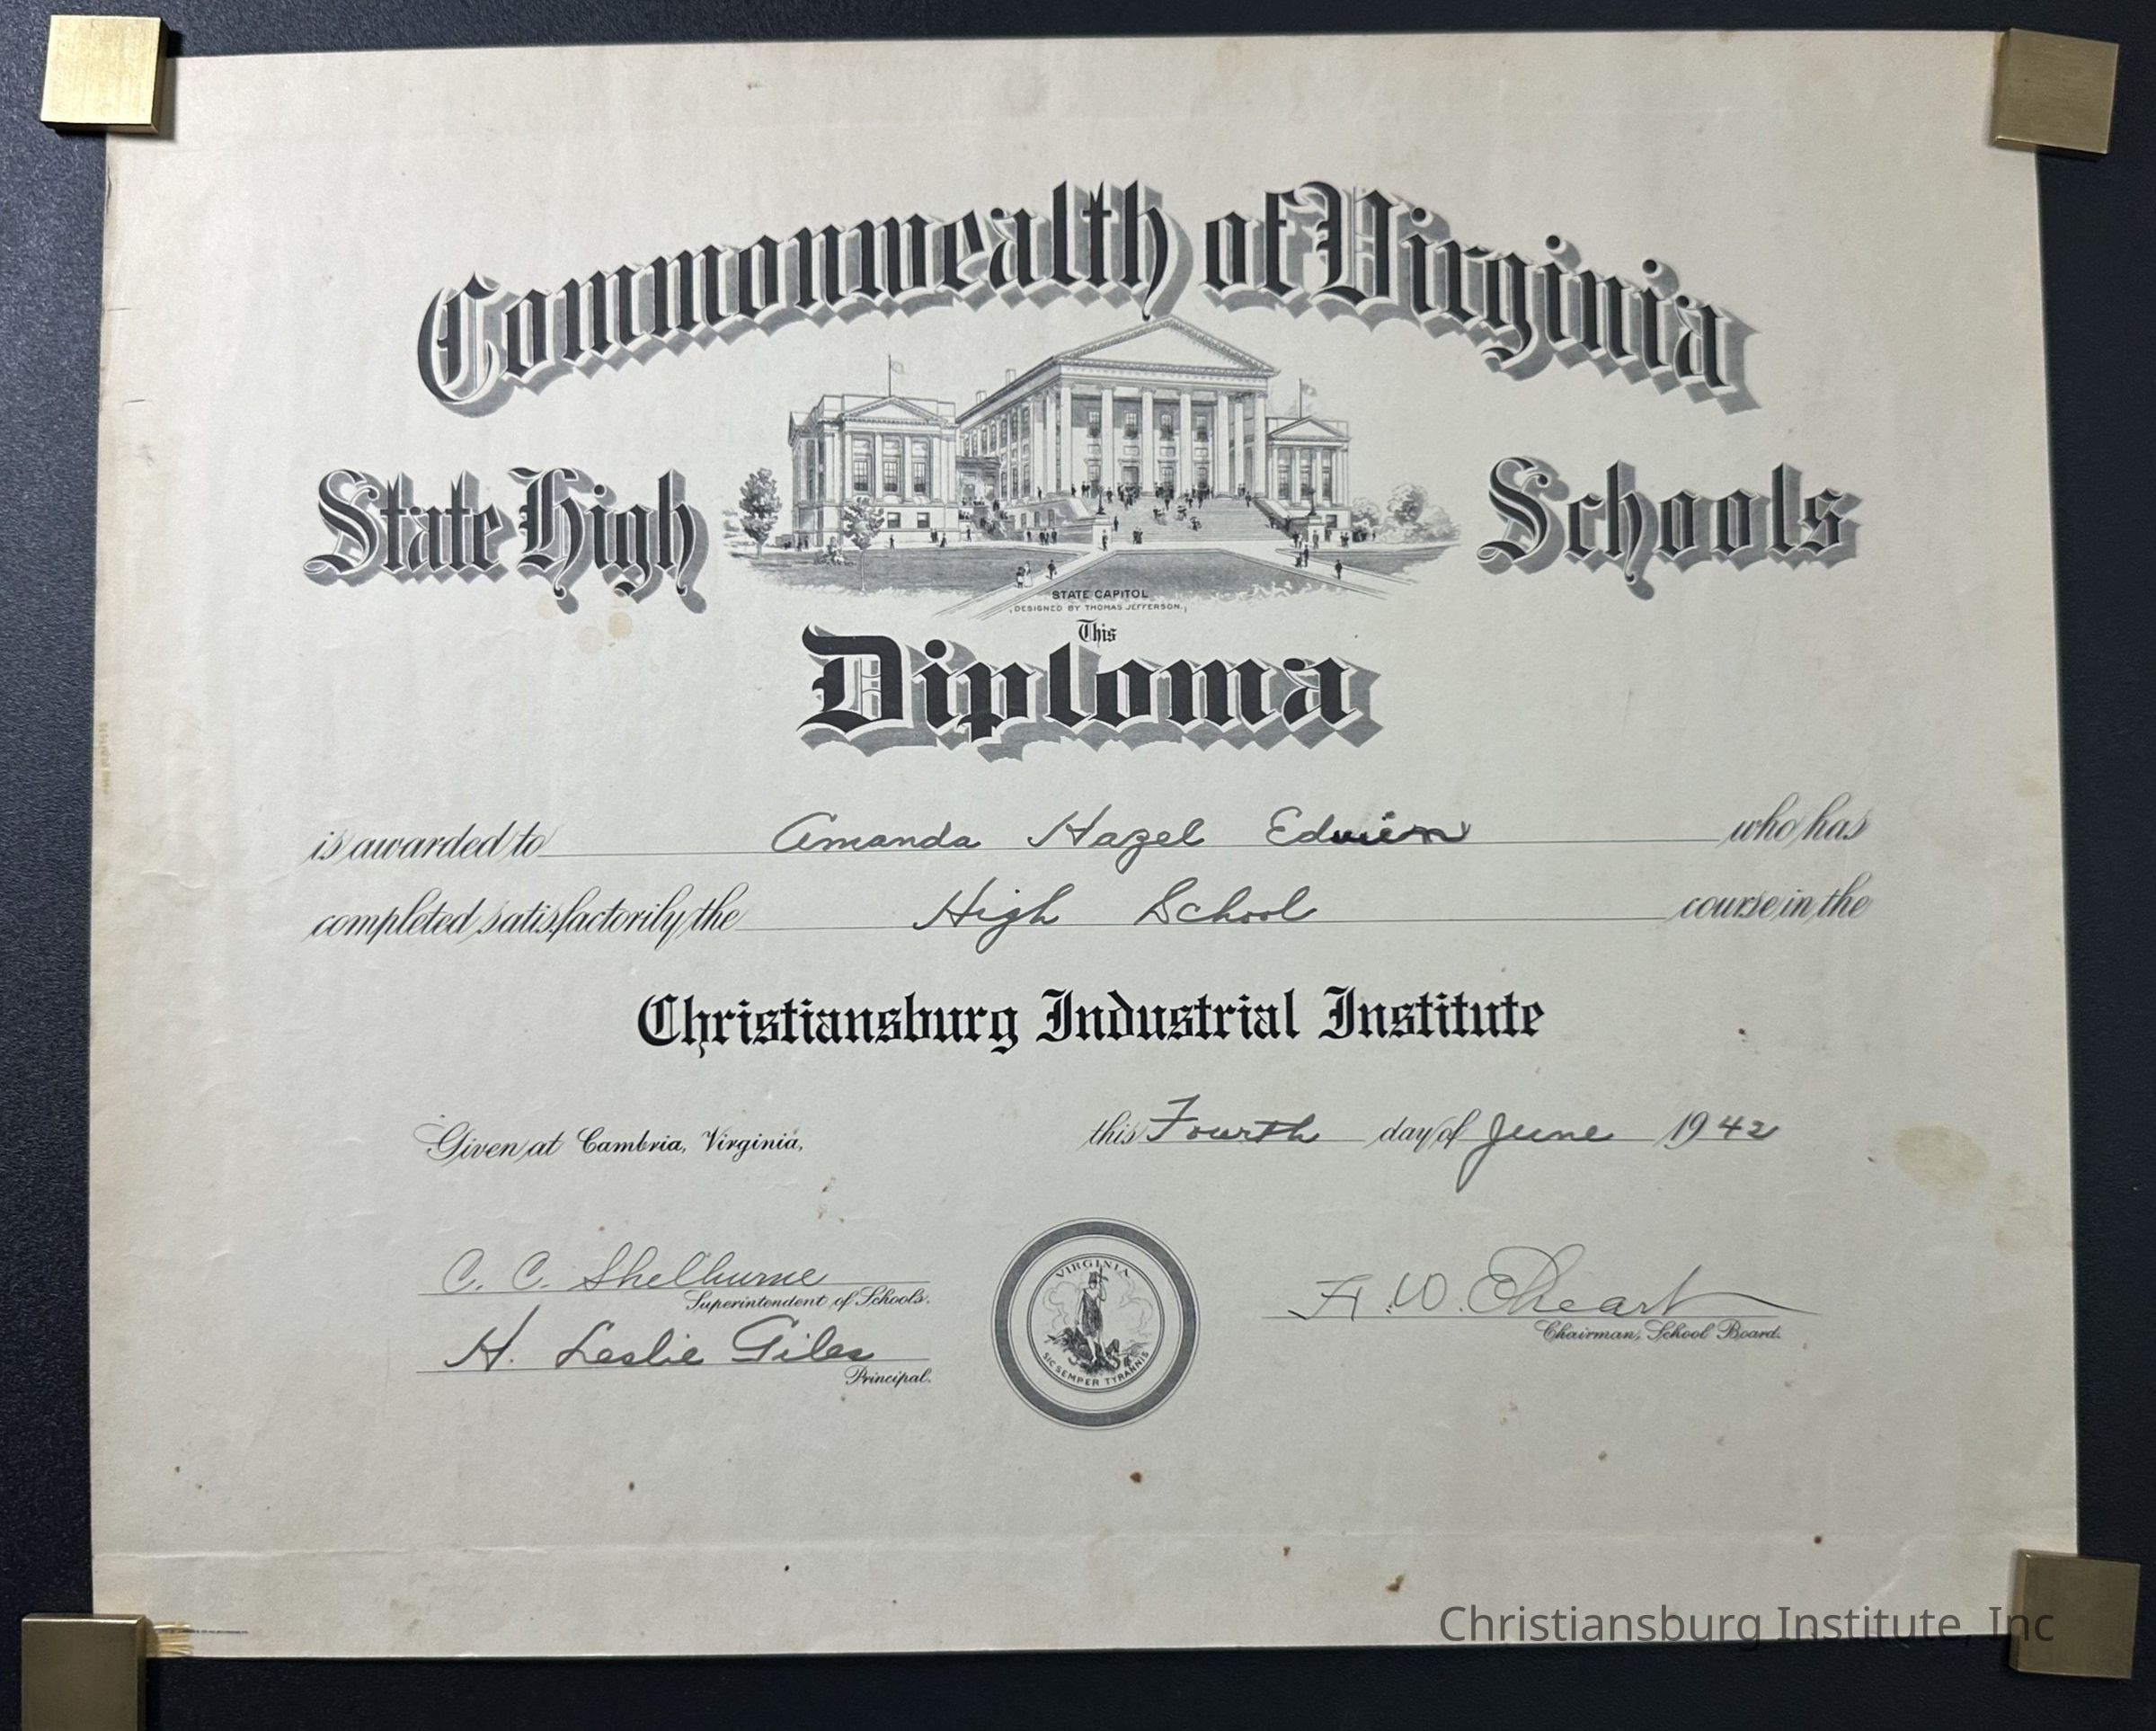 Commonwealth of Virginia
State High Schools
STATE CAPITOL
(DESIGNED BY THOMAS JEFFERSON.)
This
Diploma
is awarded to Amanda Hazel Edwin who has
completed satisfactorily the High School course in the
Christiansburg Industrial Institute
Given at Cambria, Virginia, this Fourth day of June 1942
C. C. Shelburne
Superintendent of Schools.
H. Leslie Giles
Principal.
VIRGINIA
SIC SEMPER TYRANNIS
F. W.
Chairman, School Board.
Christiansburg Institute, Inc